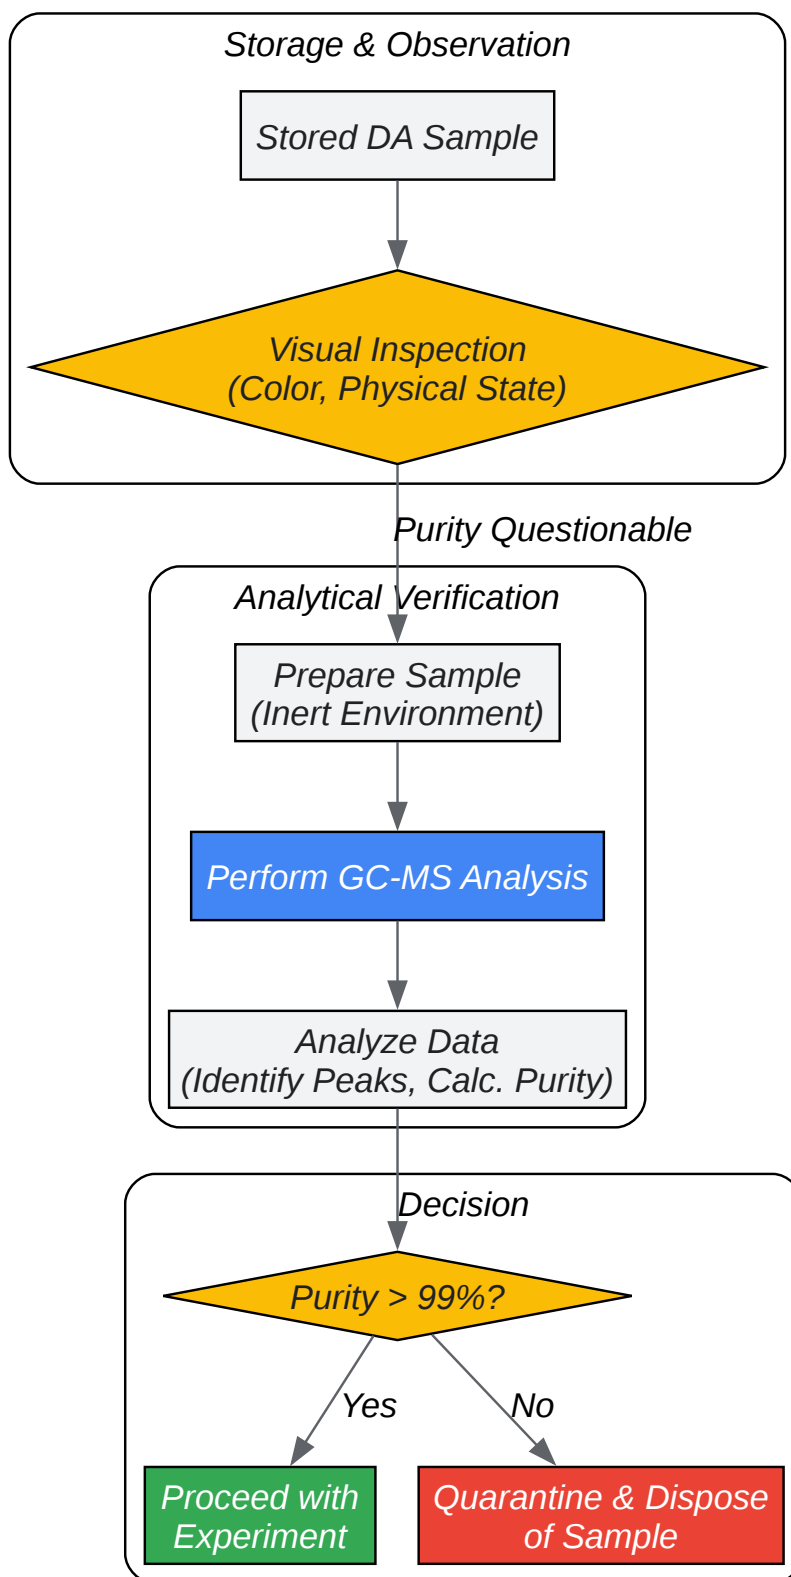 Storage & Observation
Stored DA Sample
Visual Inspection
(Color, Physical State)
Purity Questionable
Analytical Verification
Prepare Sample
(Inert Environment)
Perform GC-MS Analysis
Analyze Data
(Identify Peaks, Calc. Purity)
Decision
Purity > 99%?
Yes
No
Proceed with
Experiment
Quarantine & Dispose
of Sample